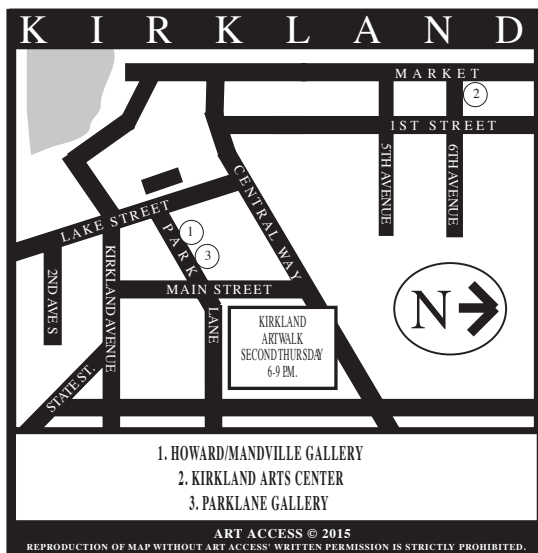 KIRKLAND
MARKET
2
1ST STREET
5TH AVENUE
6TH AVENUE
CENTRAL WAY
LAKE STREET
1
PARK
3
2ND AVE S
KIRKLAND AVENUE
MAIN STREET
LANE
N
KIRKLAND
ARTWALK
SECOND THURSDAY
6-9 P.M.
STATE ST.
1. HOWARD/MANDVILLE GALLERY
2. KIRKLAND ARTS CENTER
3. PARKLANE GALLERY
ART ACCESS © 2015
REPRODUCTION OF MAP WITHOUT ART ACCESS' WRITTEN PERMISSION IS STRICTLY PROHIBITED.